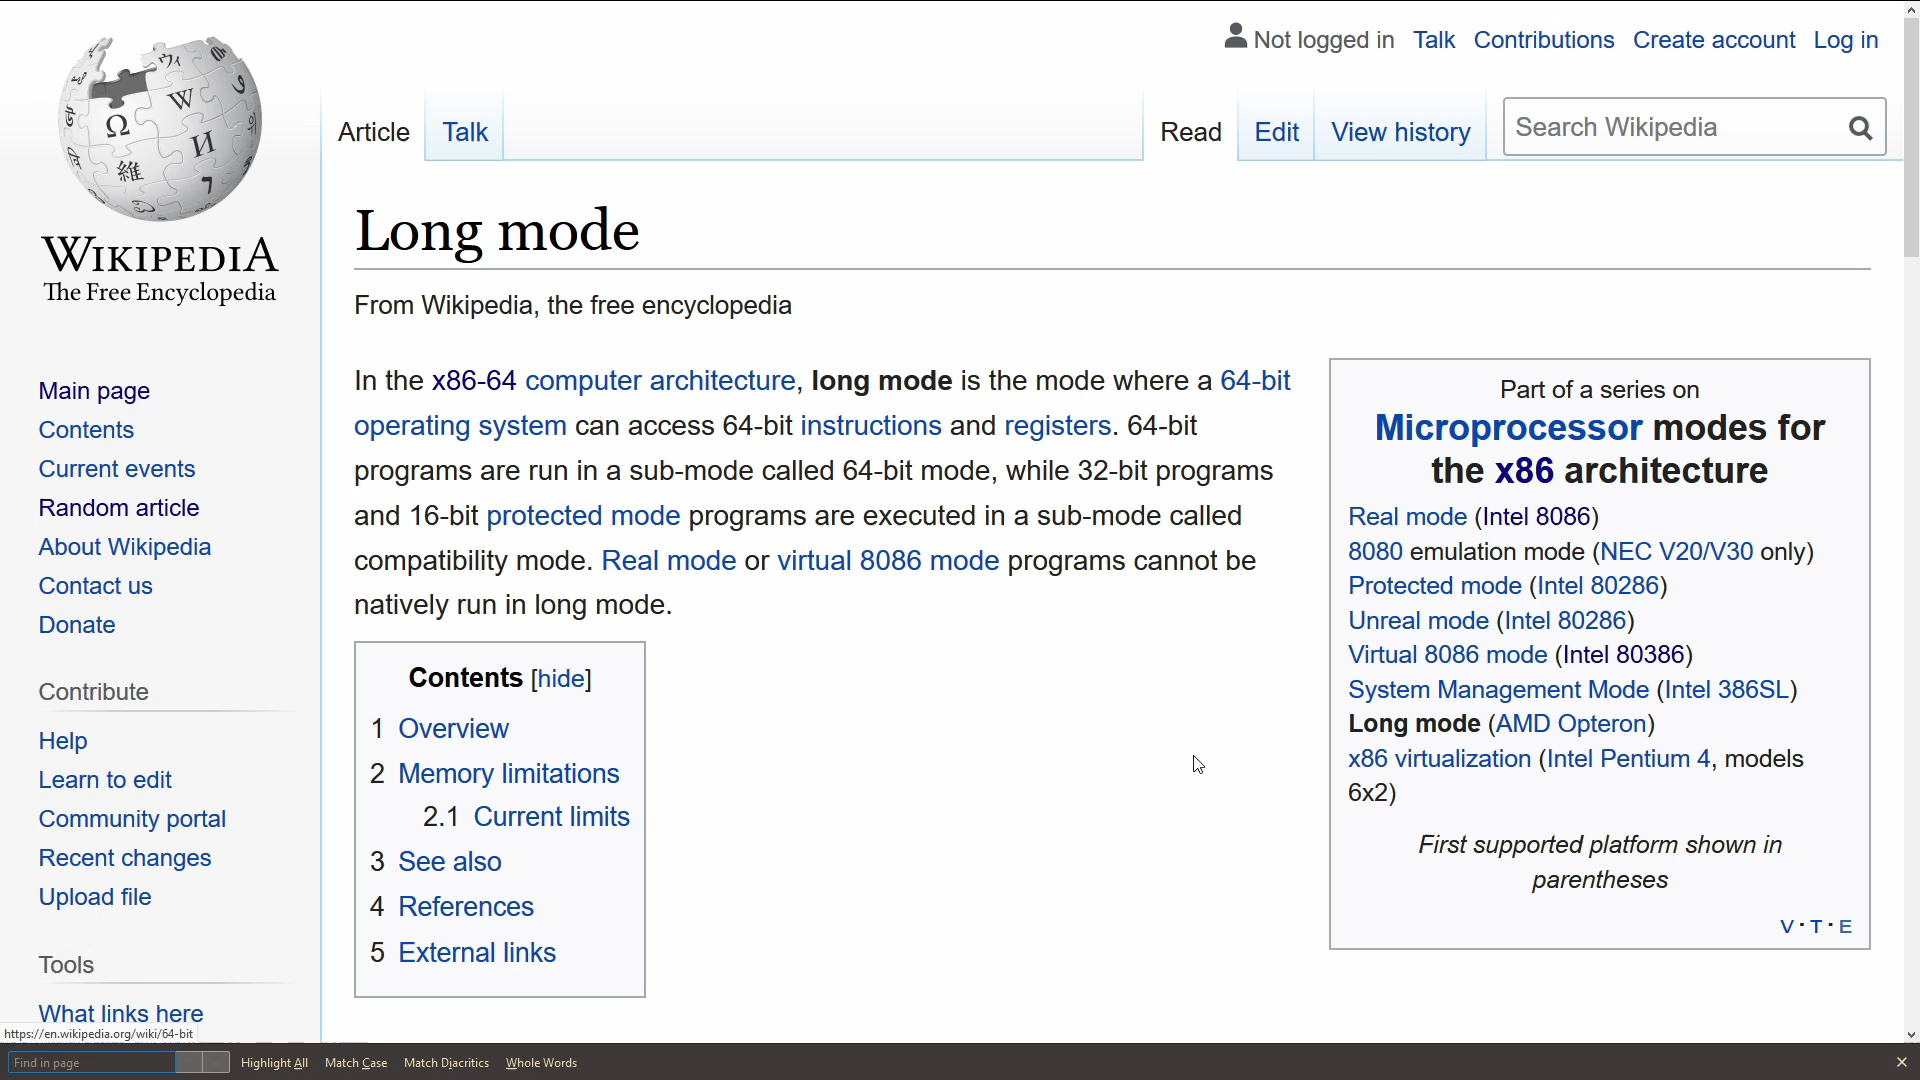 Not logged in Talk Contributions Create account Log in
Article Talk Read Edit View history Search Wikipedia
WIKIPEDIA
The Free Encyclopedia
Main page
Contents
Current events
Random article
About Wikipedia
Contact us
Donate
Contribute
Help
Learn to edit
Community portal
Recent changes
Upload file
Tools
What links here
Long mode
From Wikipedia, the free encyclopedia
In the x86-64 computer architecture, long mode is the mode where a 64-bit
operating system can access 64-bit instructions and registers. 64-bit
programs are run in a sub-mode called 64-bit mode, while 32-bit programs
and 16-bit protected mode programs are executed in a sub-mode called
compatibility mode. Real mode or virtual 8086 mode programs cannot be
natively run in long mode.
Contents [hide]
1 Overview
2 Memory limitations
2.1 Current limits
3 See also
4 References
5 External links
Part of a series on
Microprocessor modes for
the x86 architecture
Real mode (Intel 8086)
8080 emulation mode (NEC V20/V30 only)
Protected mode (Intel 80286)
Unreal mode (Intel 80286)
Virtual 8086 mode (Intel 80386)
System Management Mode (Intel 386SL)
Long mode (AMD Opteron)
x86 virtualization (Intel Pentium 4, models
6x2)
First supported platform shown in
parentheses
V · T · E
https://en.wikipedia.org/wiki/64-bit
Find in page Highlight All Match Case Match Diacritics Whole Words